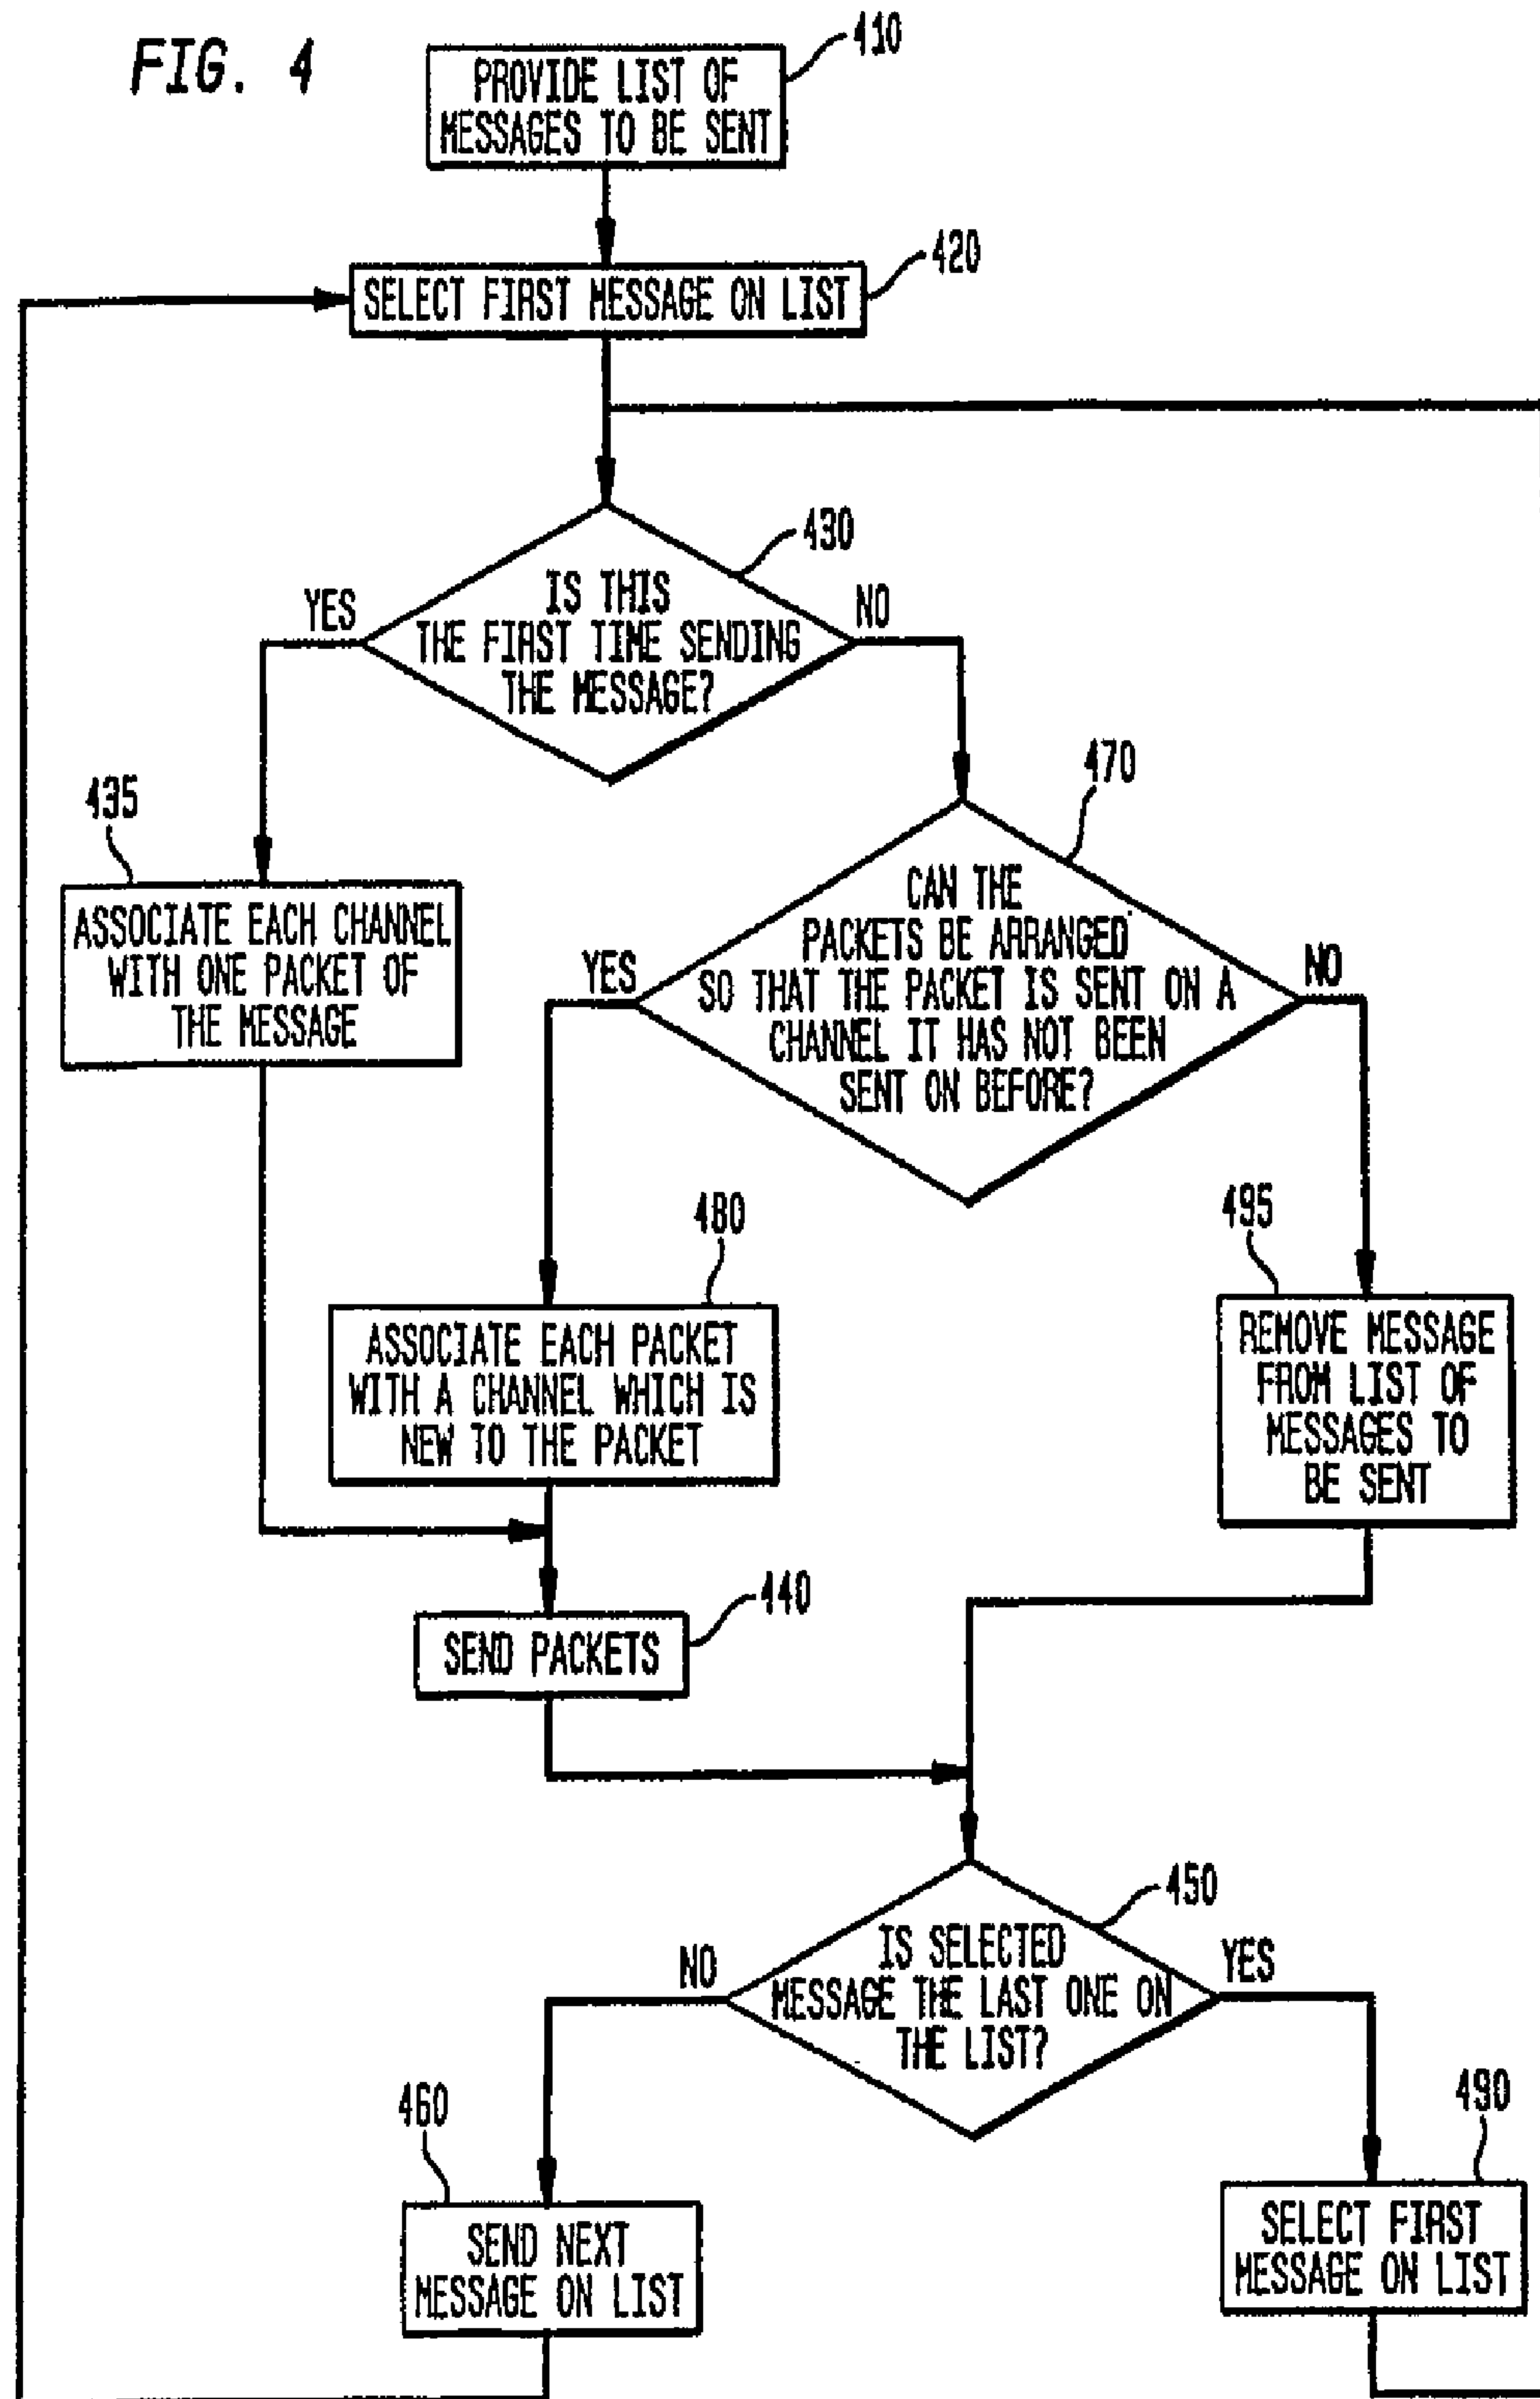 FIG. 4
410
PROVIDE LIST OF
MESSAGES TO BE SENT
420
SELECT FIRST MESSAGE ON LIST
430
IS THIS
THE FIRST TIME SENDING
THE MESSAGE?
YES
NO
435
ASSOCIATE EACH CHANNEL
WITH ONE PACKET OF
THE MESSAGE
470
CAN THE
PACKETS BE ARRANGED
SO THAT THE PACKET IS SENT ON A
CHANNEL IT HAS NOT BEEN
SENT ON BEFORE?
YES
NO
480
ASSOCIATE EACH PACKET
WITH A CHANNEL WHICH IS
NEW TO THE PACKET
495
REMOVE MESSAGE
FROM LIST OF
MESSAGES TO
BE SENT
440
SEND PACKETS
450
IS SELECTED
MESSAGE THE LAST ONE ON
THE LIST?
NO
YES
460
SEND NEXT
MESSAGE ON LIST
490
SELECT FIRST
MESSAGE ON LIST